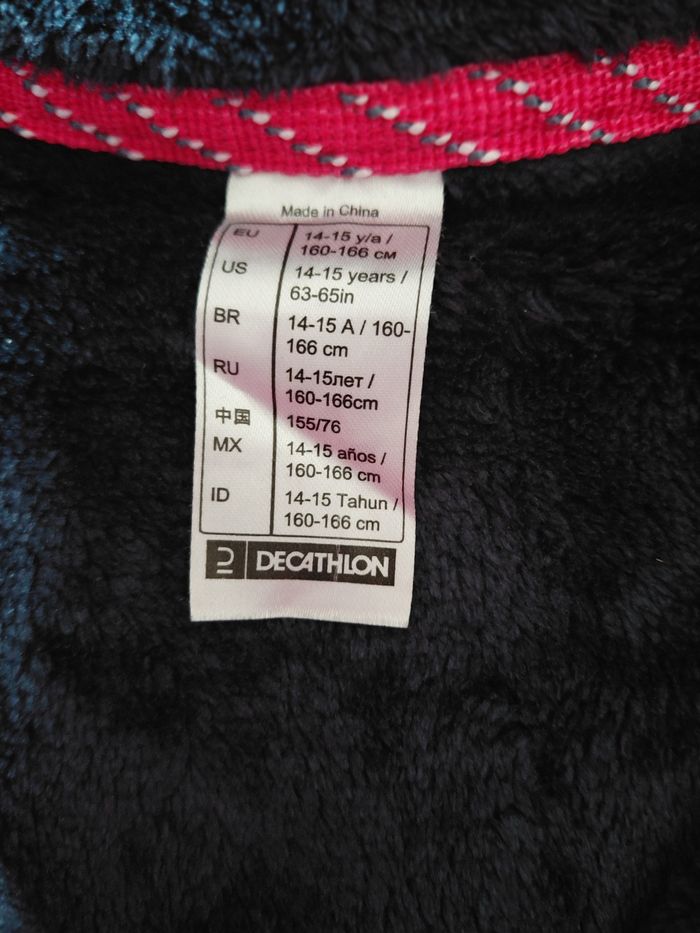 Made in China
EU 14-15 y/a /
160-166 см
US 14-15 years /
63-65in
BR 14-15 A / 160-
166 cm
RU 14-15лет /
160-166cm
中国 155/76
MX 14-15 años /
160-166 cm
ID 14-15 Tahun /
160-166 cm
DECATHLON